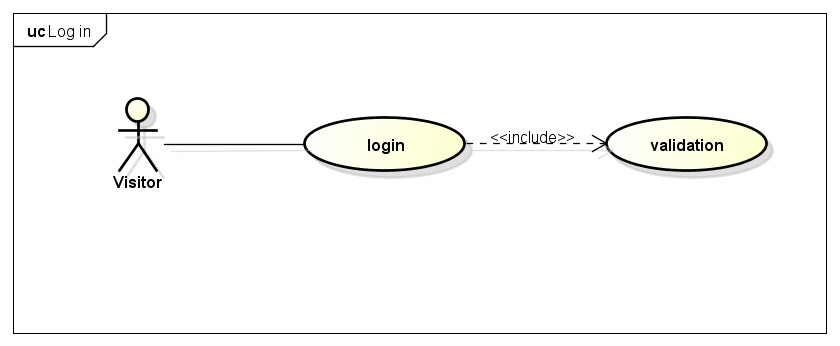 uc Log in
Visitor
login
<<include>>
validation